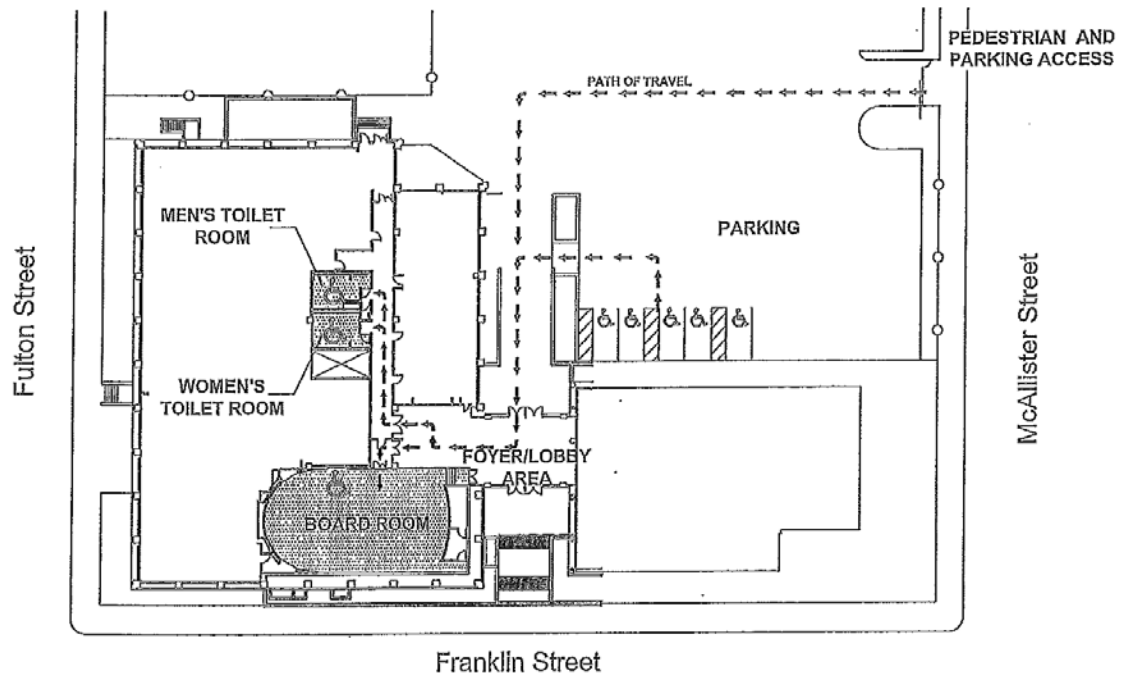 PEDESTRIAN AND
PARKING ACCESS
PATH OF TRAVEL
MEN'S TOILET
ROOM
PARKING
Fulton Street
McAllister Street
WOMEN'S
TOILET ROOM
FOYER/LOBBY
AREA
BOARD ROOM
Franklin Street